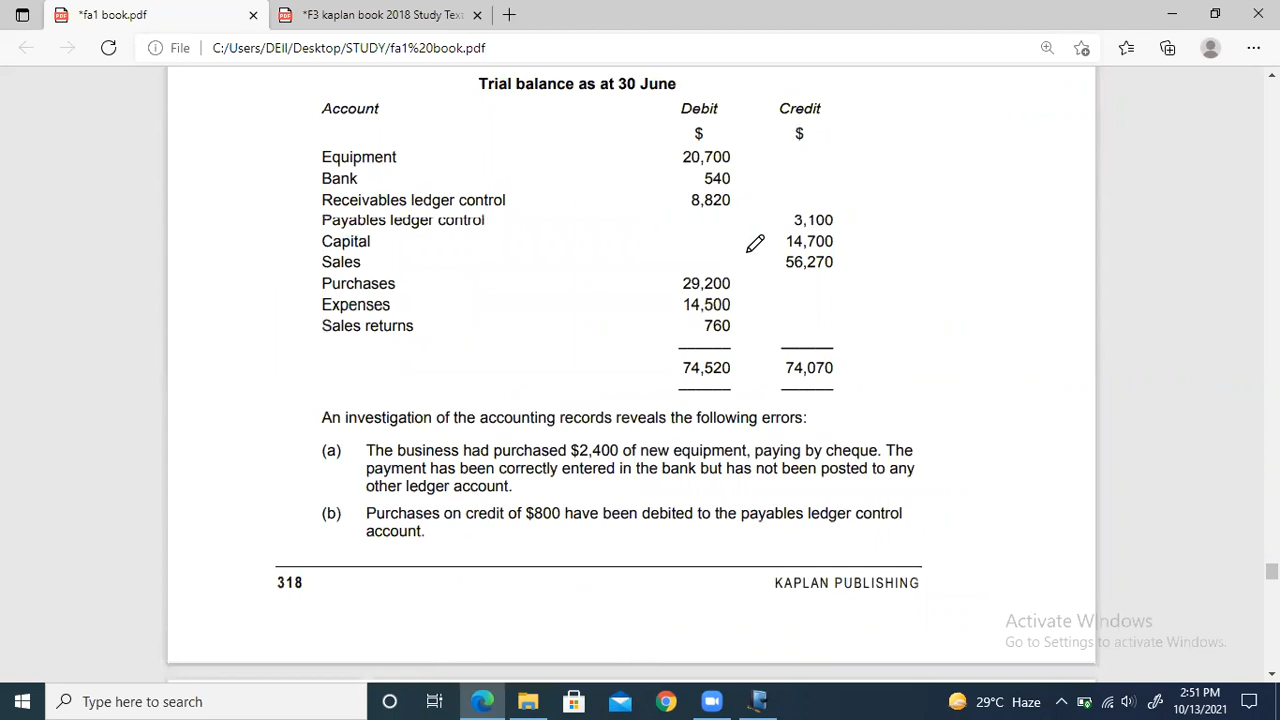 *fa1 book.pdf
*F3 kaplan book 2018 Study Text
File
C:/Users/DEll/Desktop/STUDY/fa1%20book.pdf
Trial balance as at 30 June
Account Debit Credit
$ $
Equipment 20,700
Bank 540
Receivables ledger control 8,820
Payables ledger control 3,100
Capital 14,700
Sales 56,270
Purchases 29,200
Expenses 14,500
Sales returns 760
74,520 74,070
An investigation of the accounting records reveals the following errors:
(a) The business had purchased $2,400 of new equipment, paying by cheque. The
payment has been correctly entered in the bank but has not been posted to any
other ledger account.
(b) Purchases on credit of $800 have been debited to the payables ledger control
account.
318 KAPLAN PUBLISHING
Activate Windows
Go to Settings to activate Windows.
Type here to search
29°C Haze
2:51 PM
10/13/2021